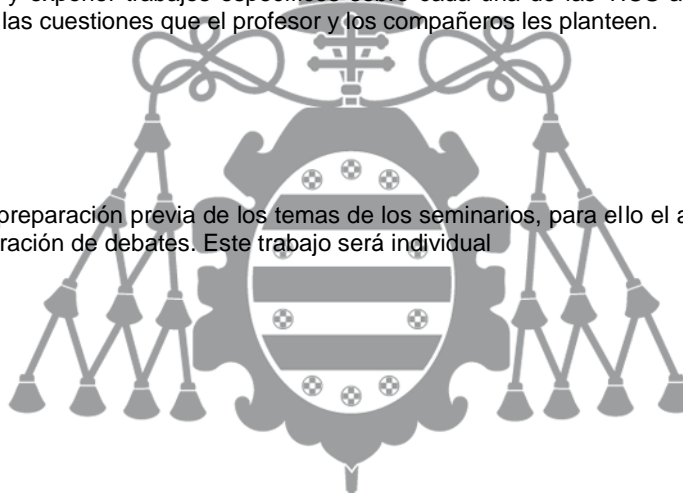 y exponer trabajos específicos sobre cada una de las
las cuestiones que el profesor y los compañeros les planteen.
preparación previa de los temas de los seminarios, para ello el a
ración de debates. Este trabajo será individual